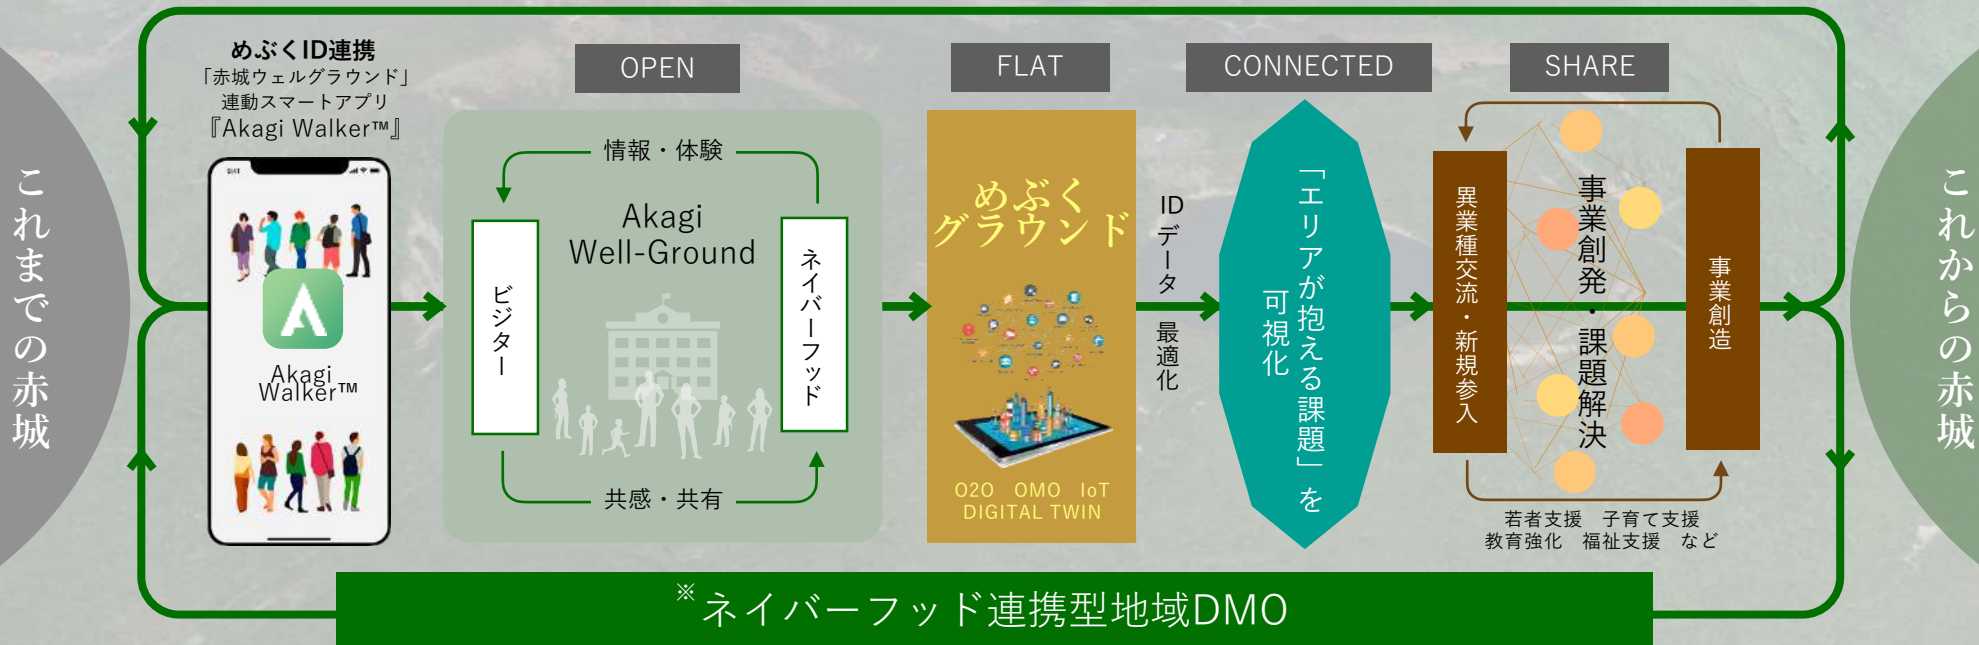 これまでの赤城
めぶくID連携
「赤城ウェルグラウンド」
連動スマートアプリ
『Akagi Walker™』
9:41
Akagi
Walker™
OPEN
情報・体験
Akagi
Well-Ground
ビジター
ネイバーフッド
共感・共有
FLAT
めぶく
グラウンド
O2O OMO IoT
DIGITAL TWIN
IDデータ 最適化
CONNECTED
「エリアが抱える課題」を
可視化
SHARE
異業種交流・新規参入
事業創発・課題解決
事業創造
若者支援 子育て支援
教育強化 福祉支援 など
これからの赤城
※ネイバーフッド連携型地域DMO